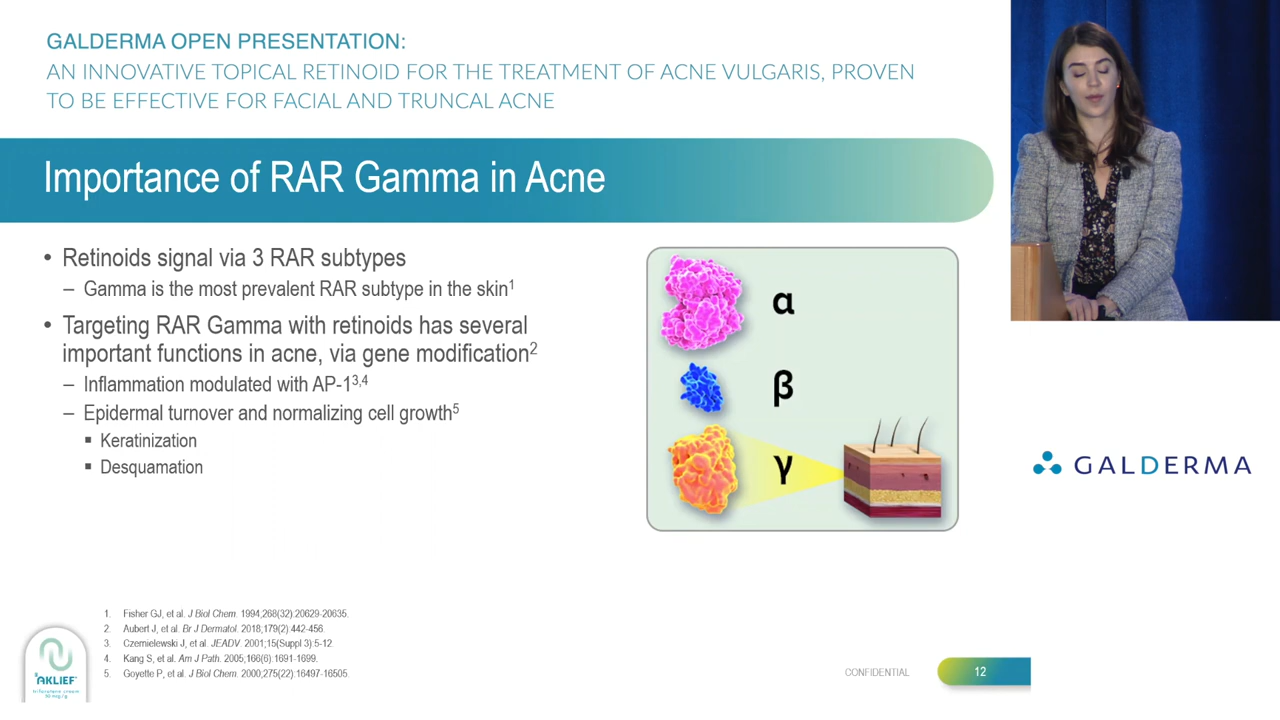 GALDERMA OPEN PRESENTATION:
AN INNOVATIVE TOPICAL RETINOID FOR THE TREATMENT OF ACNE VULGARIS, PROVEN
TO BE EFFECTIVE FOR FACIAL AND TRUNCAL ACNE
Importance of RAR Gamma in Acne
• Retinoids signal via 3 RAR subtypes
– Gamma is the most prevalent RAR subtype in the skin1
• Targeting RAR Gamma with retinoids has several
important functions in acne, via gene modification2
– Inflammation modulated with AP-13,4
– Epidermal turnover and normalizing cell growth5
▪ Keratinization
▪ Desquamation
α
β
γ
GALDERMA
1. Fisher GJ, et al. J Biol Chem. 1994;268(32):20629-20635.
2. Aubert J, et al. Br J Dermatol. 2018;179(2):442-456.
3. Czernielewski J, et al. JEADV. 2001;15(Suppl 3):5-12.
4. Kang S, et al. Am J Path. 2005;166(6):1691-1699.
5. Goyette P, et al. J Biol Chem. 2000;275(22):16497-16505.
AKLIEF
trifarotene cream
50 mcg/g
CONFIDENTIAL
12